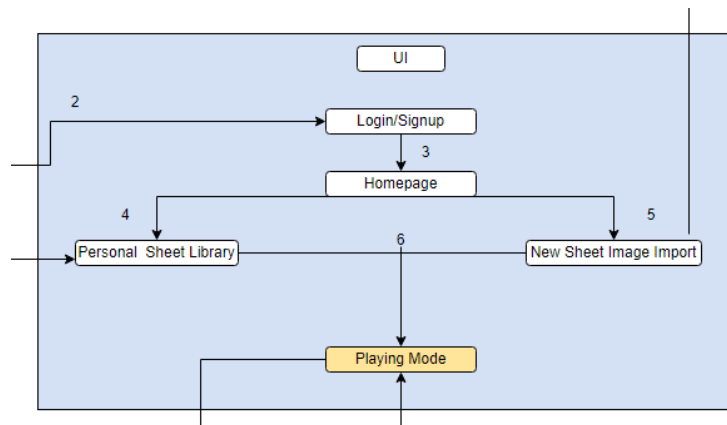 UI
2
Login/Signup
3
Homepage
4
5
6
Personal Sheet Library
New Sheet Image Import
Playing Mode